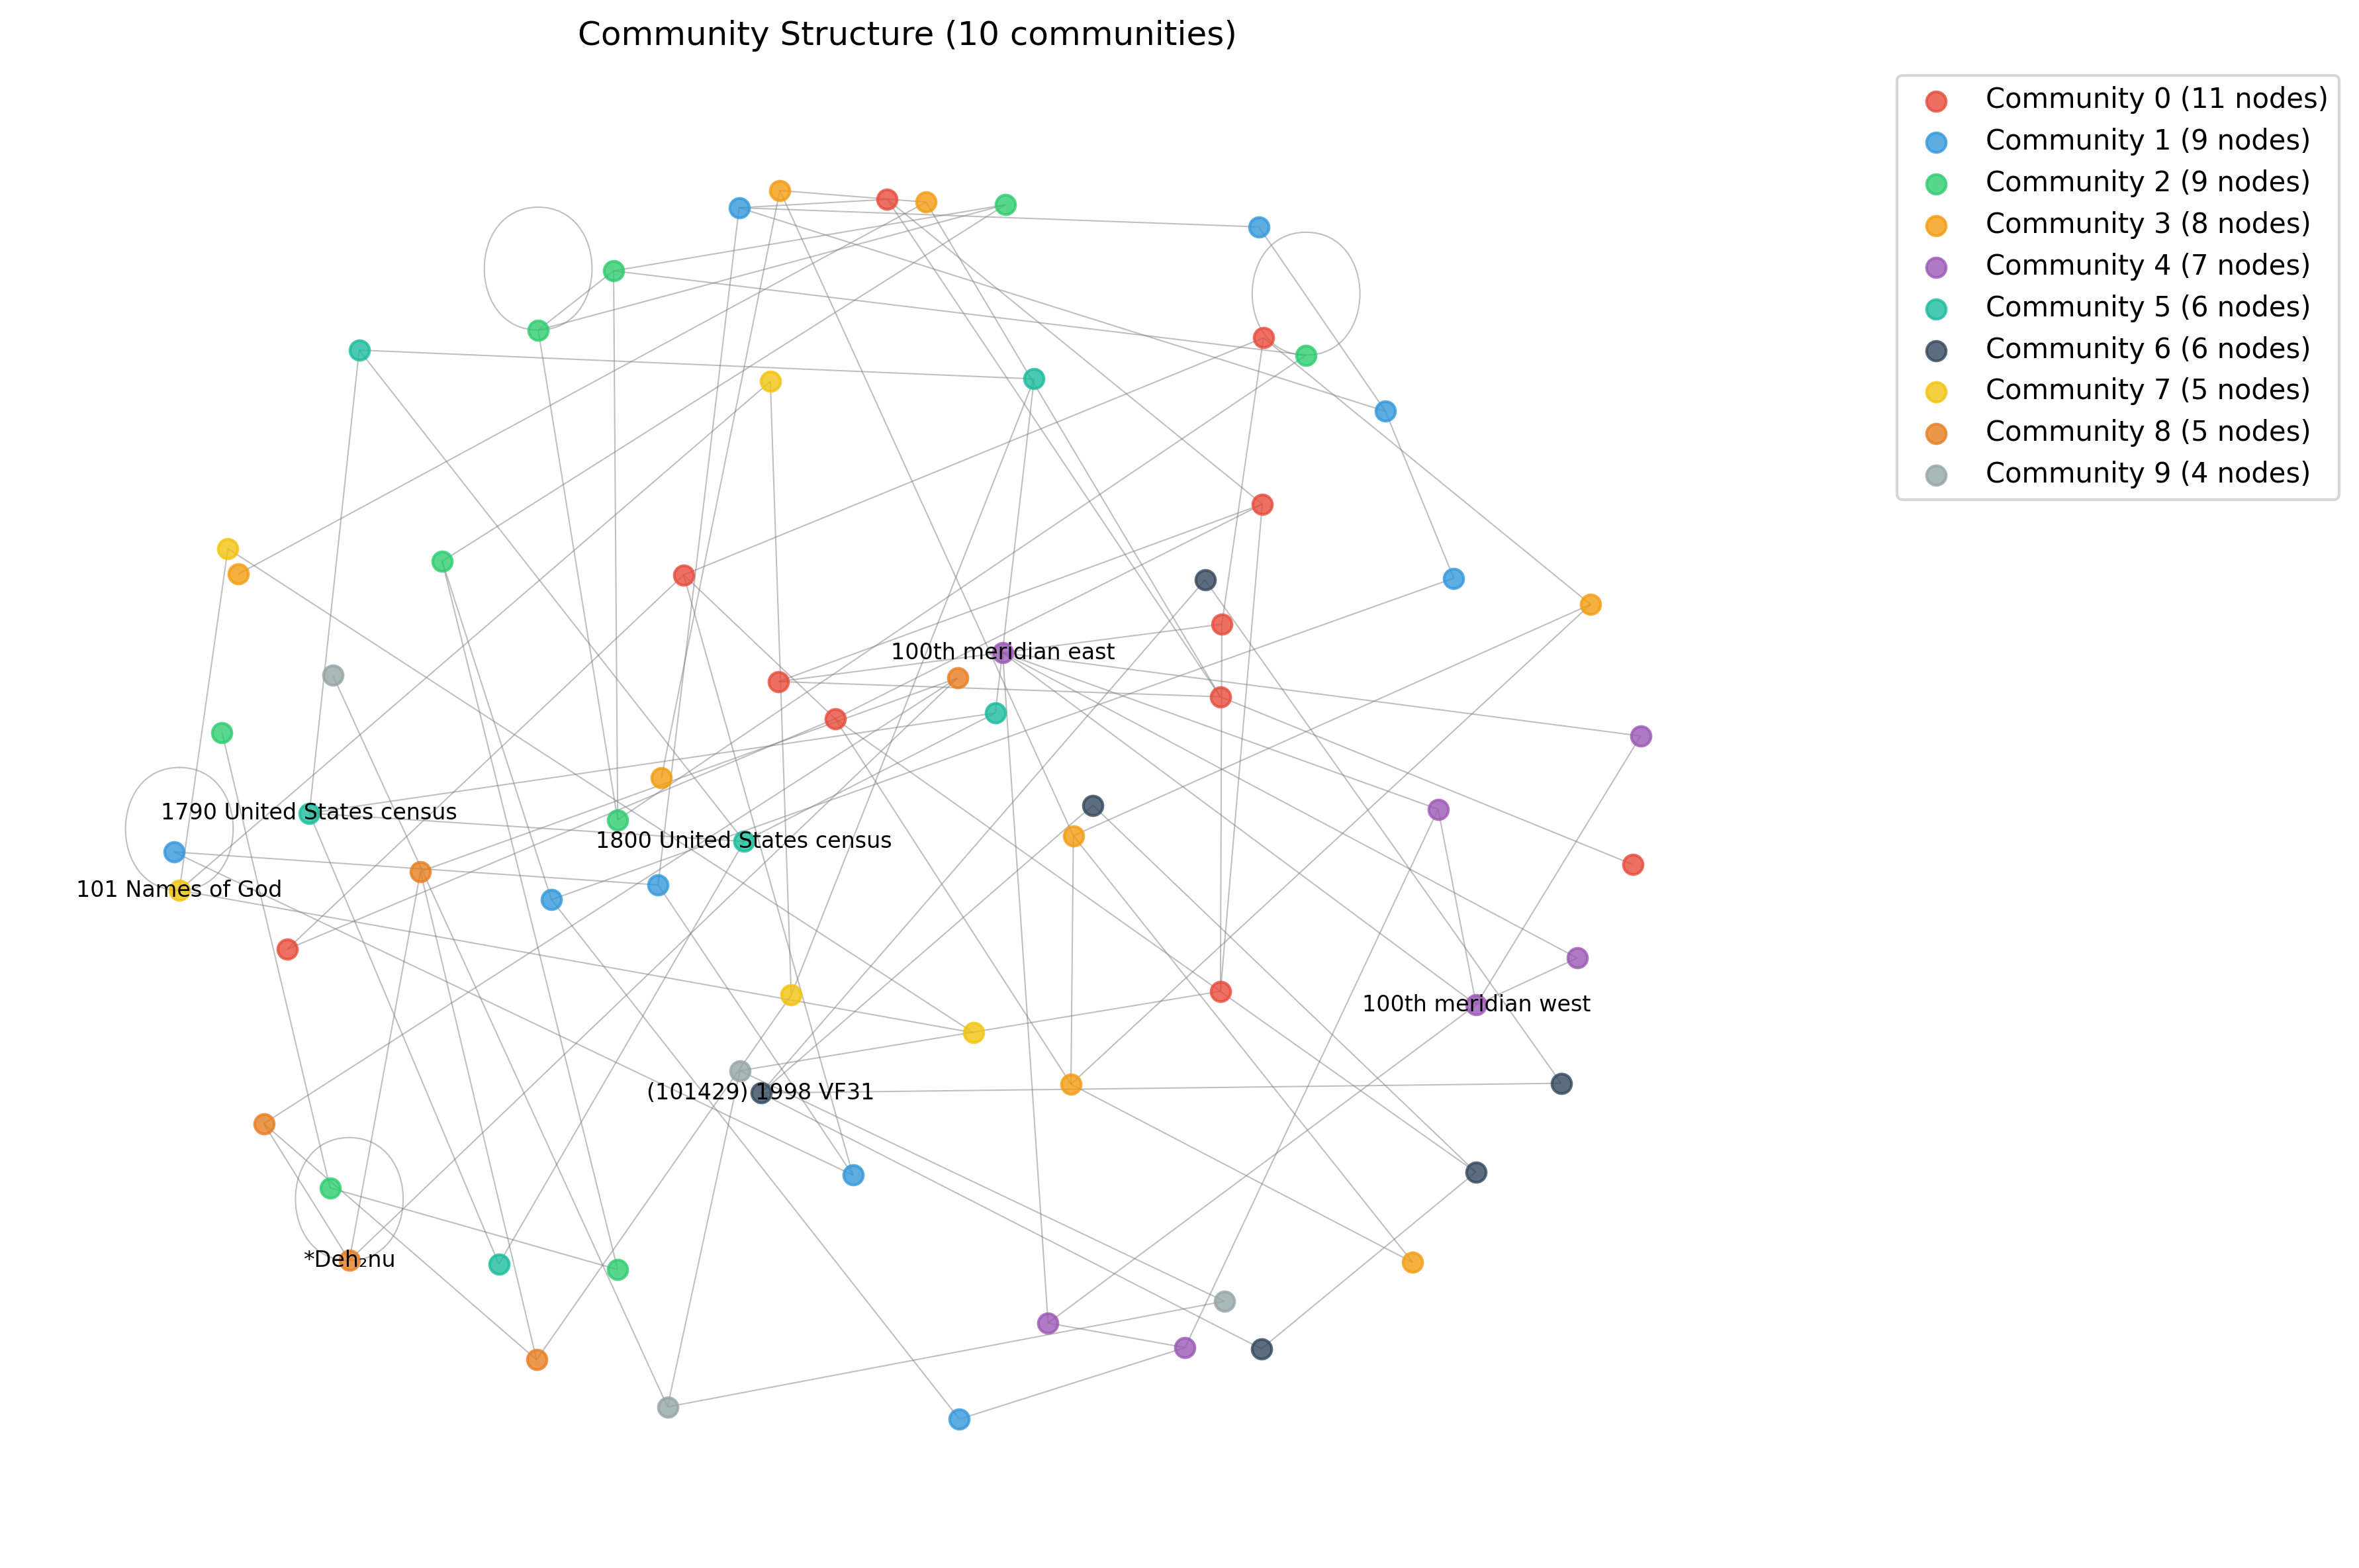 Community Structure (10 communities)
Community 0 (11 nodes)
Community 1 (9 nodes)
Community 2 (9 nodes)
Community 3 (8 nodes)
Community 4 (7 nodes)
Community 5 (6 nodes)
Community 6 (6 nodes)
Community 7 (5 nodes)
Community 8 (5 nodes)
Community 9 (4 nodes)
100th meridian east
1790 United States census
1800 United States census
101 Names of God
100th meridian west
(101429) 1998 VF31
*Deh₂nu